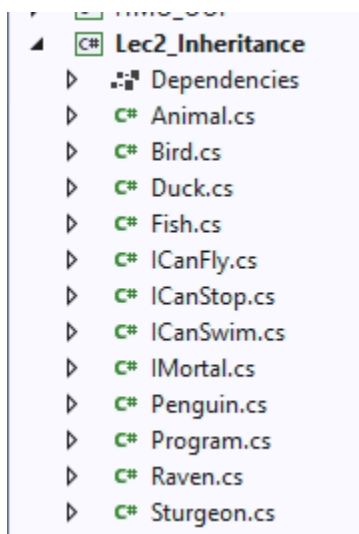 C# Lec2_Inheritance
Dependencies
C# Animal.cs
C# Bird.cs
C# Duck.cs
C# Fish.cs
C# ICanFly.cs
C# ICanStop.cs
C# ICanSwim.cs
C# IMortal.cs
C# Penguin.cs
C# Program.cs
C# Raven.cs
C# Sturgeon.cs